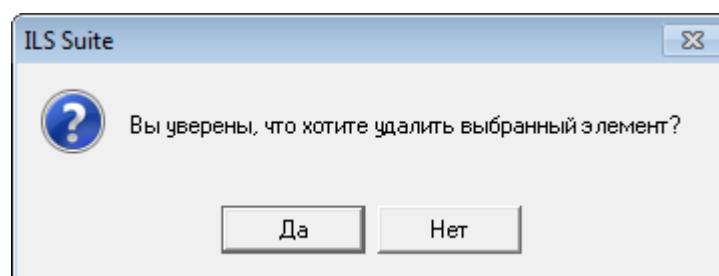 ILS Suite
Вы уверены, что хотите удалить выбранный элемент?
Да
Нет